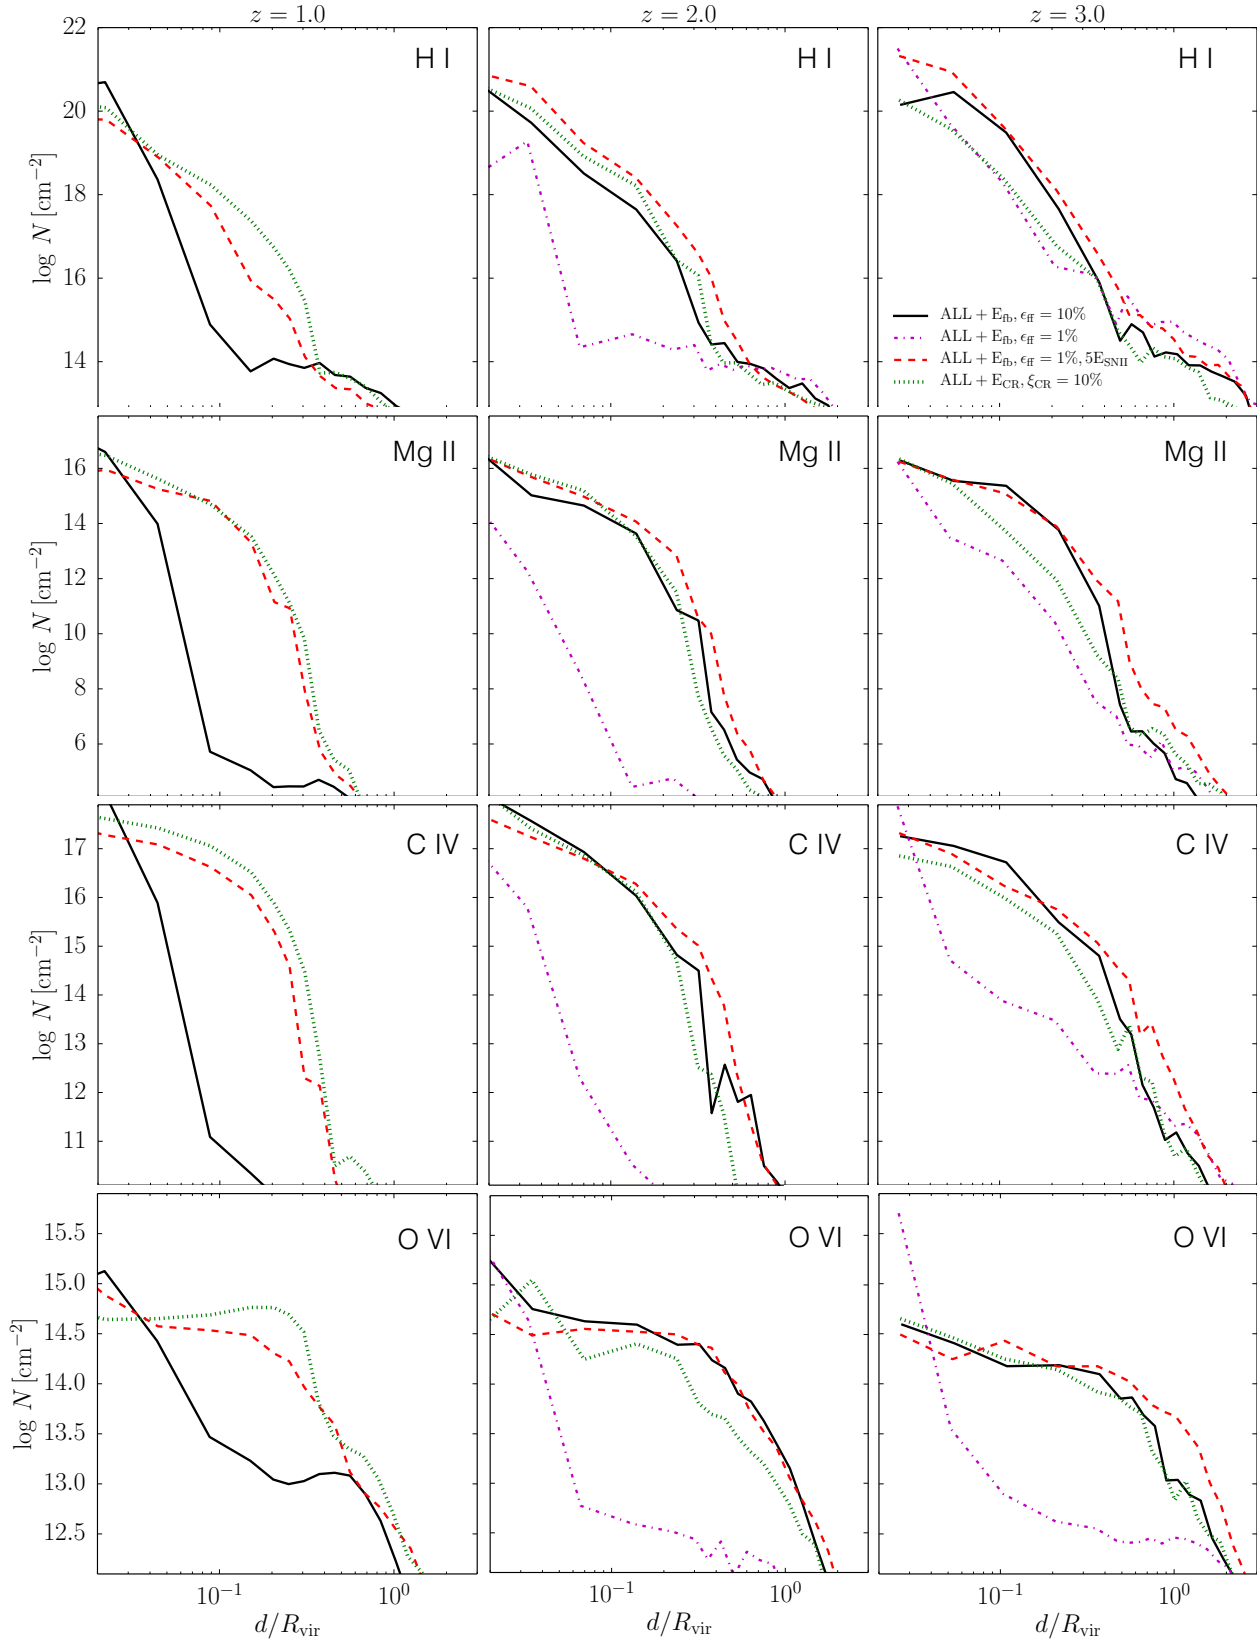 z = 1.0
z = 2.0
z = 3.0
22
20
18
16
14
log N [cm⁻²]
H I
H I
H I
ALL + E_fb, ϵ_ff = 10%
ALL + E_fb, ϵ_ff = 1%
ALL + E_fb, ϵ_ff = 1%, 5E_SNII
ALL + E_CR, ξ_CR = 10%
16
14
12
10
8
6
log N [cm⁻²]
Mg II
Mg II
Mg II
17
16
15
14
13
12
11
log N [cm⁻²]
C IV
C IV
C IV
15.5
15.0
14.5
14.0
13.5
13.0
12.5
log N [cm⁻²]
O VI
O VI
O VI
10⁻¹
10⁰
10⁻¹
10⁰
10⁻¹
10⁰
d/R_vir
d/R_vir
d/R_vir